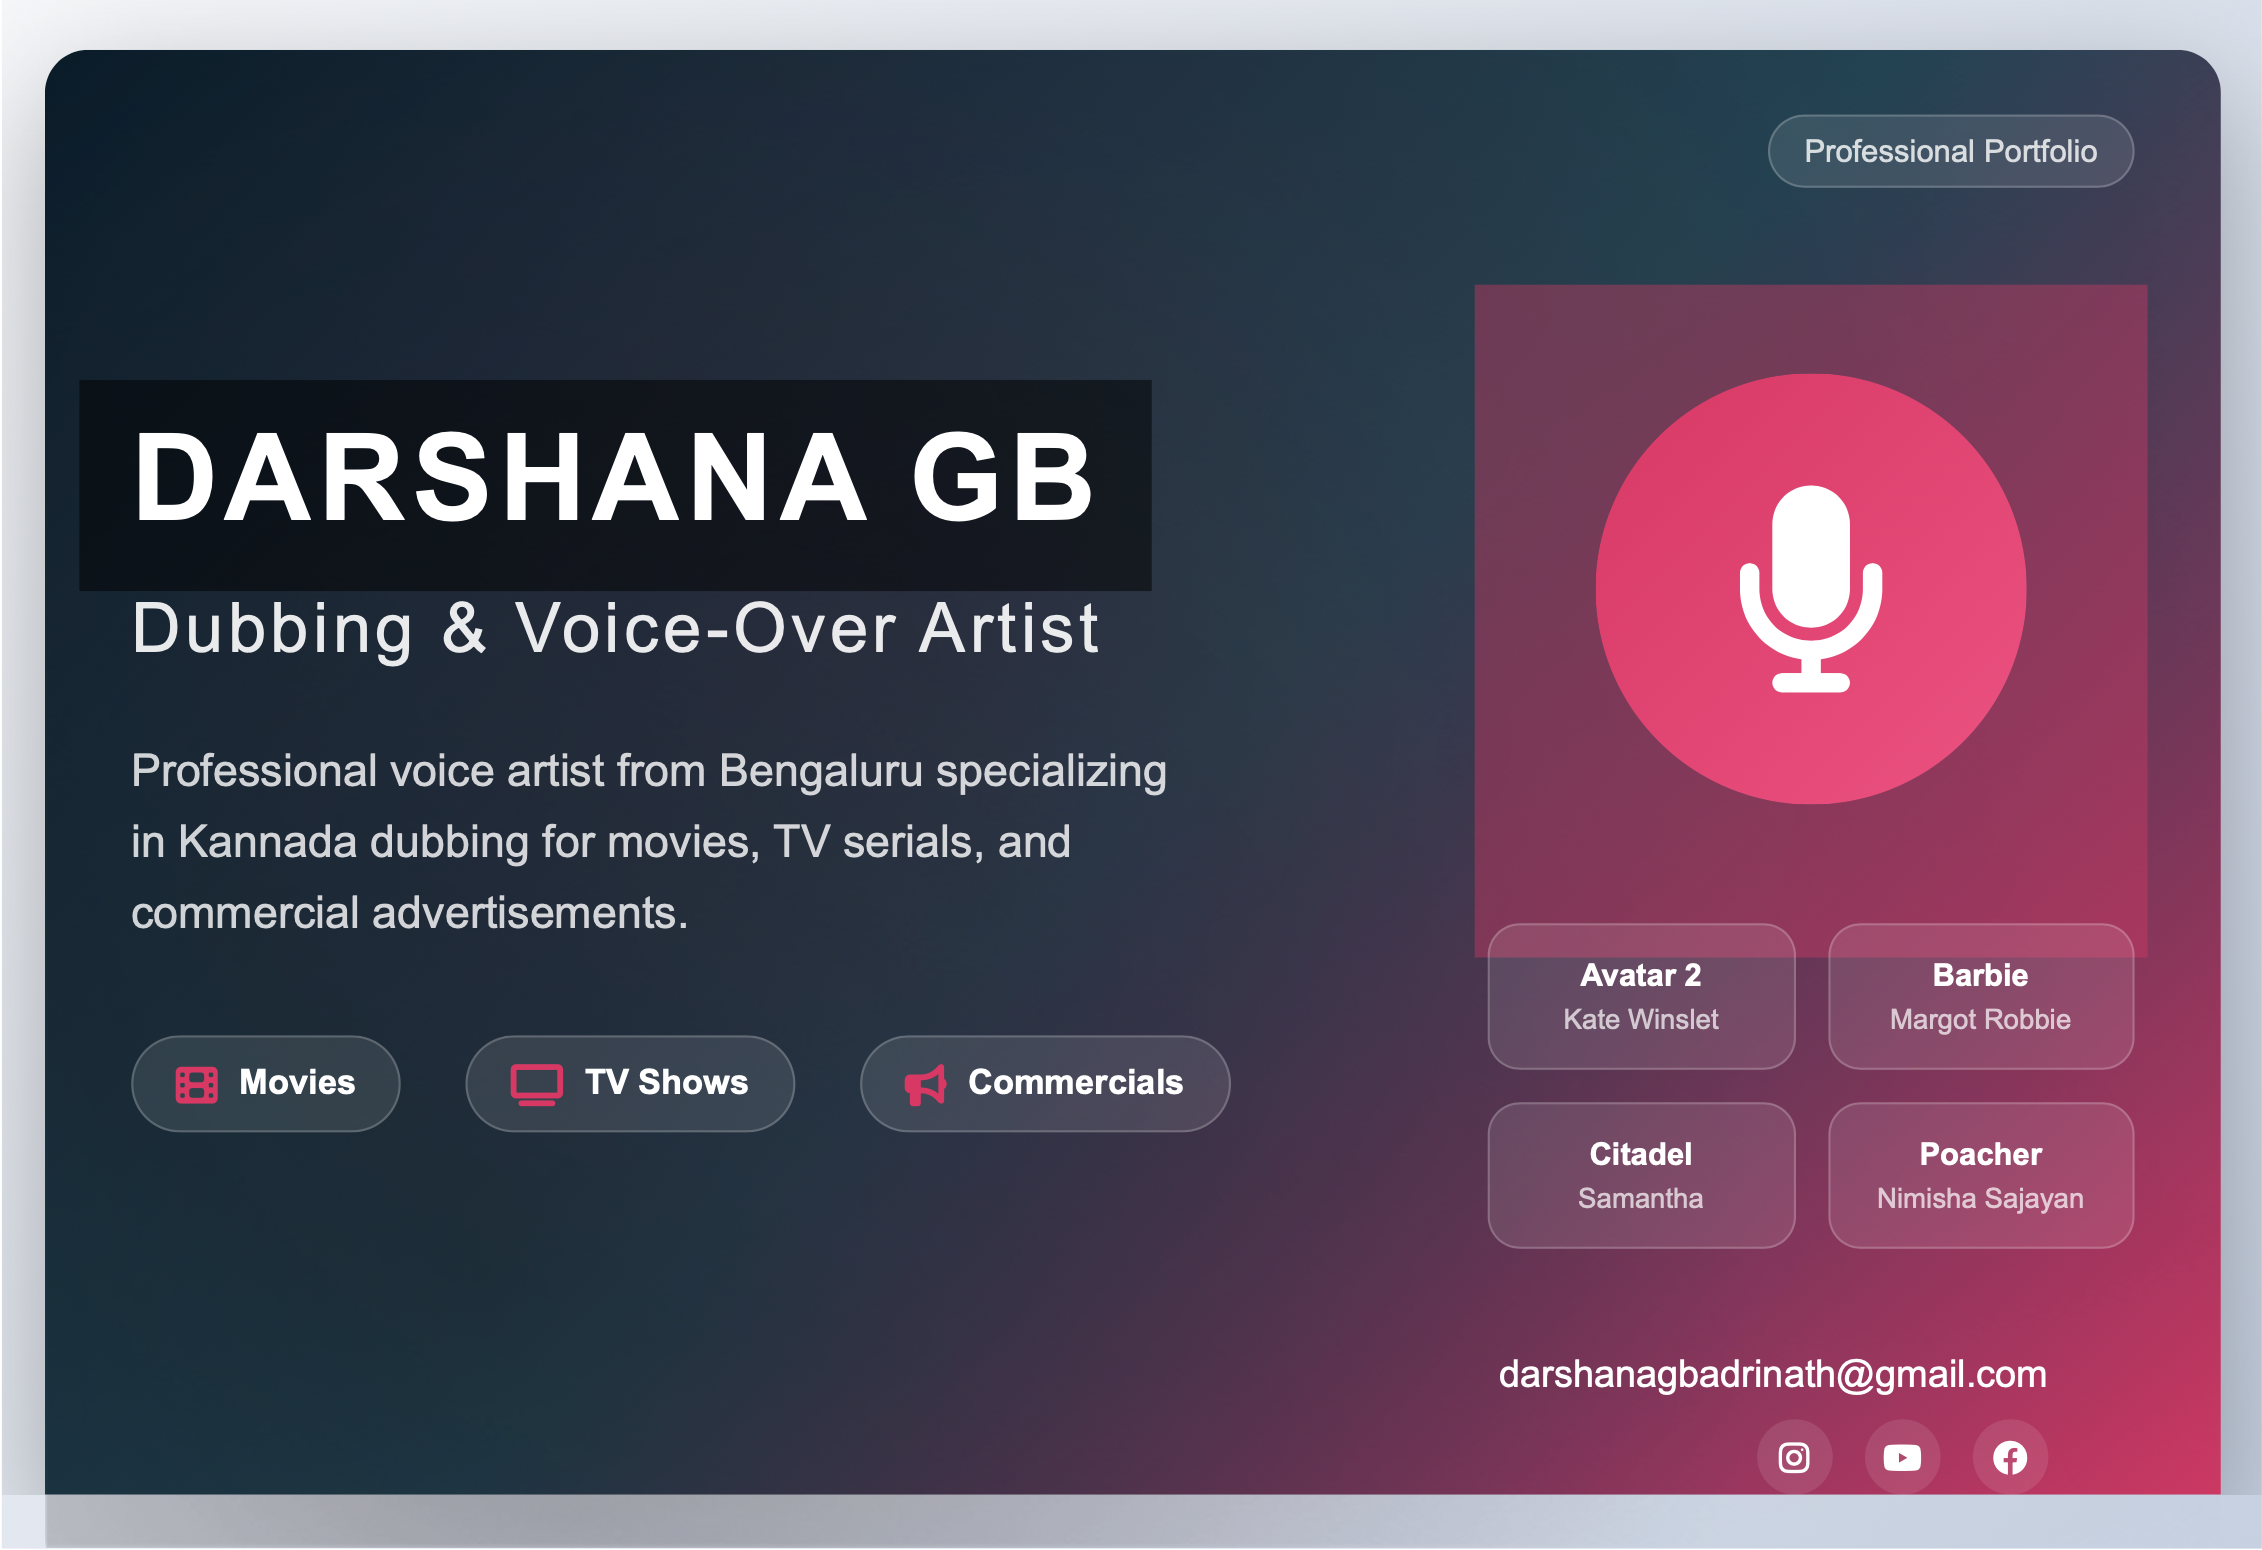 Professional Portfolio
DARSHANA GB
Dubbing & Voice-Over Artist
Professional voice artist from Bengaluru specializing
in Kannada dubbing for movies, TV serials, and
commercial advertisements.
Movies
TV Shows
Commercials
Avatar 2
Kate Winslet
Barbie
Margot Robbie
Citadel
Samantha
Poacher
Nimisha Sajayan
darshanagbadrinath@gmail.com